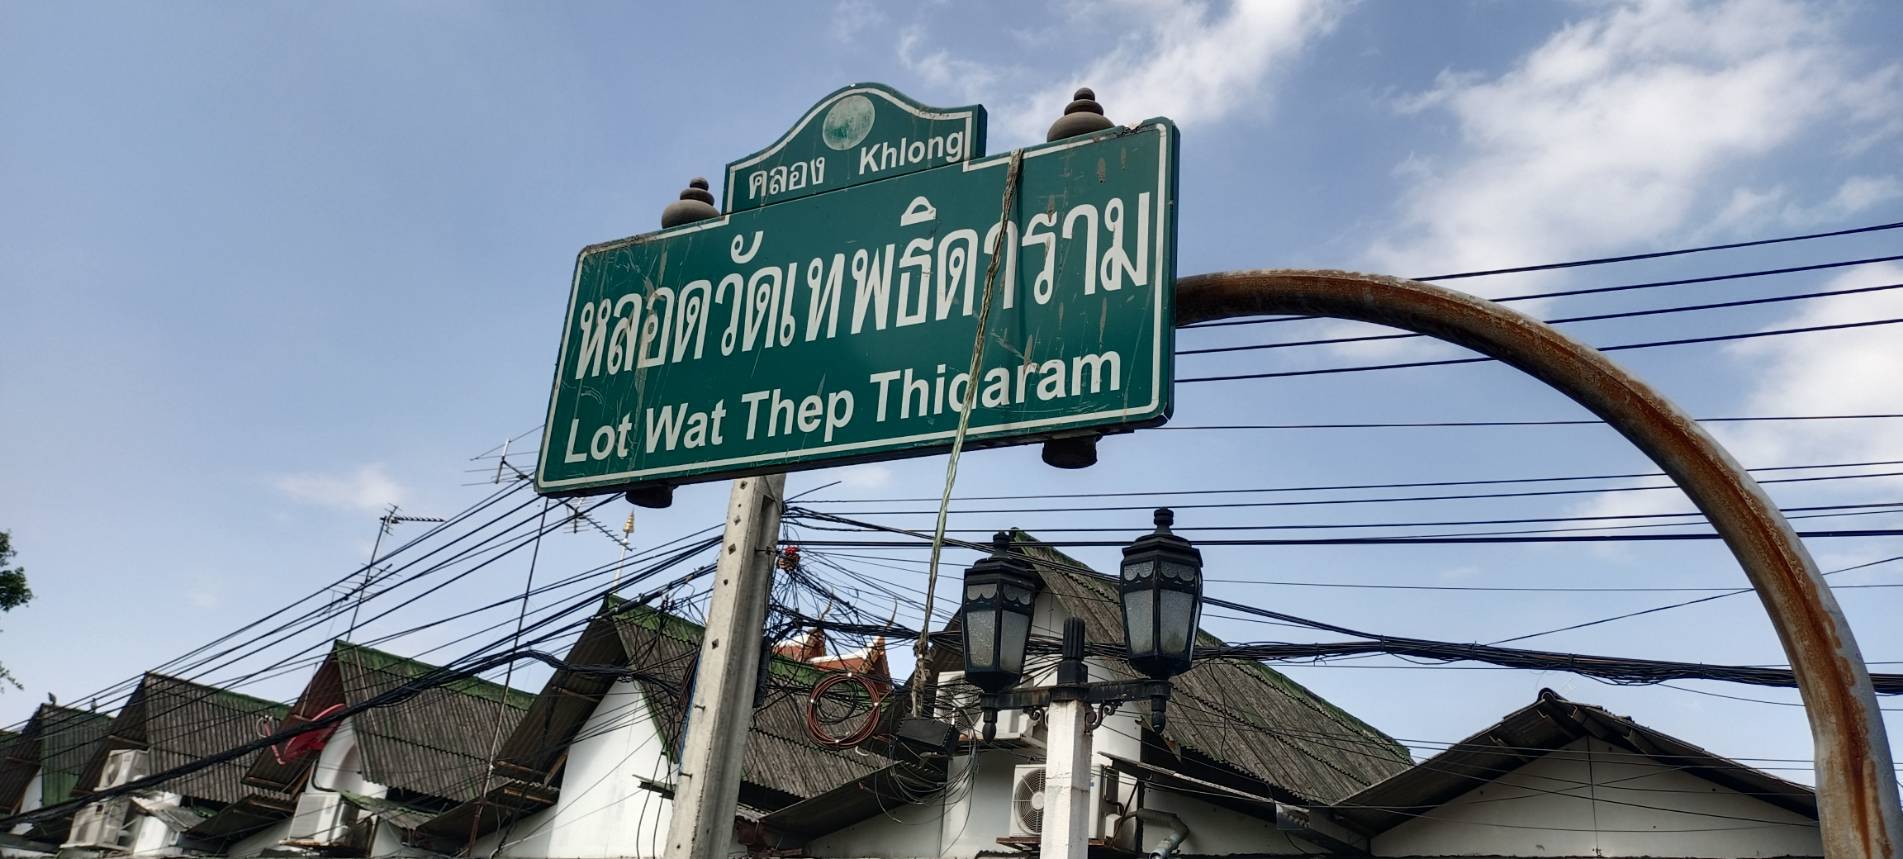 คลอง Khlong
หลอดวัดเทพธิดาราม
Lot Wat Thep Thidaram